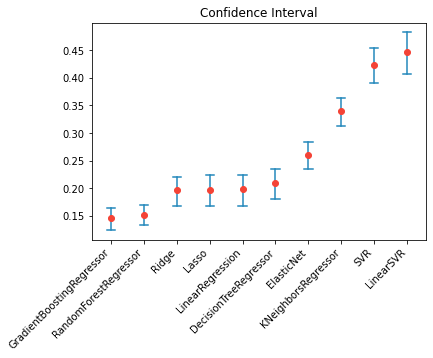 Confidence Interval
0.45
0.40
0.35
0.30
0.25
0.20
0.15
GradientBoostingRegressor
RandomForestRegressor
Ridge
Lasso
LinearRegression
DecisionTreeRegressor
ElasticNet
KNeighborsRegressor
SVR
LinearSVR